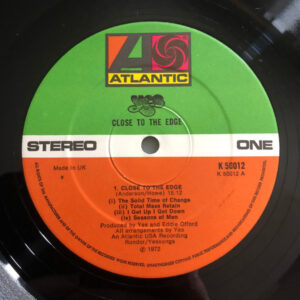 ATLANTIC
YES
CLOSE TO THE EDGE
STEREO
ONE
Made in UK
K 50012
K 50012 A
1. CLOSE TO THE EDGE
(Anderson/Howe) 18.12
(i) The Solid Time of Change
(ii) Total Mass Retain
(iii) I Get Up I Get Down
(iv) Seasons of Man
Produced by Yes and Eddie Offord
All arrangements by Yes
An Atlantic USA Recording
Rondor/Yessongs
℗ 1972